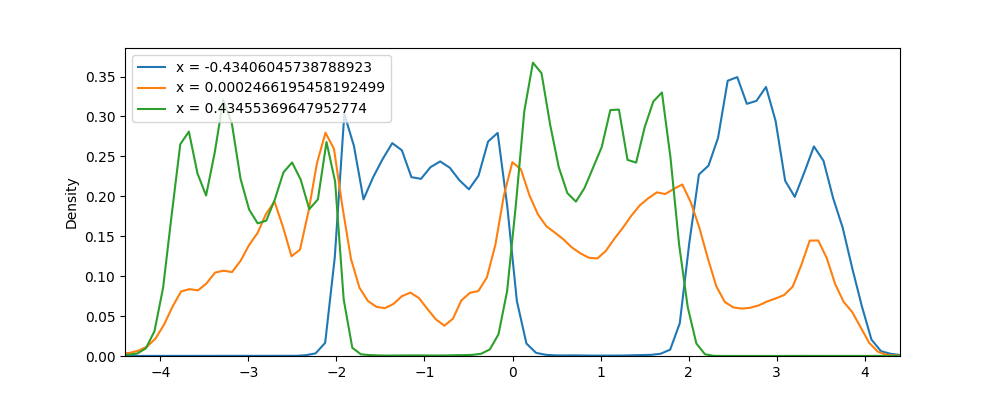 x = -0.43406045738788923
x = 0.0002466195458192499
x = 0.43455369647952774
Density
0.35
0.30
0.25
0.20
0.15
0.10
0.05
0.00
−4 −3 −2 −1 0 1 2 3 4